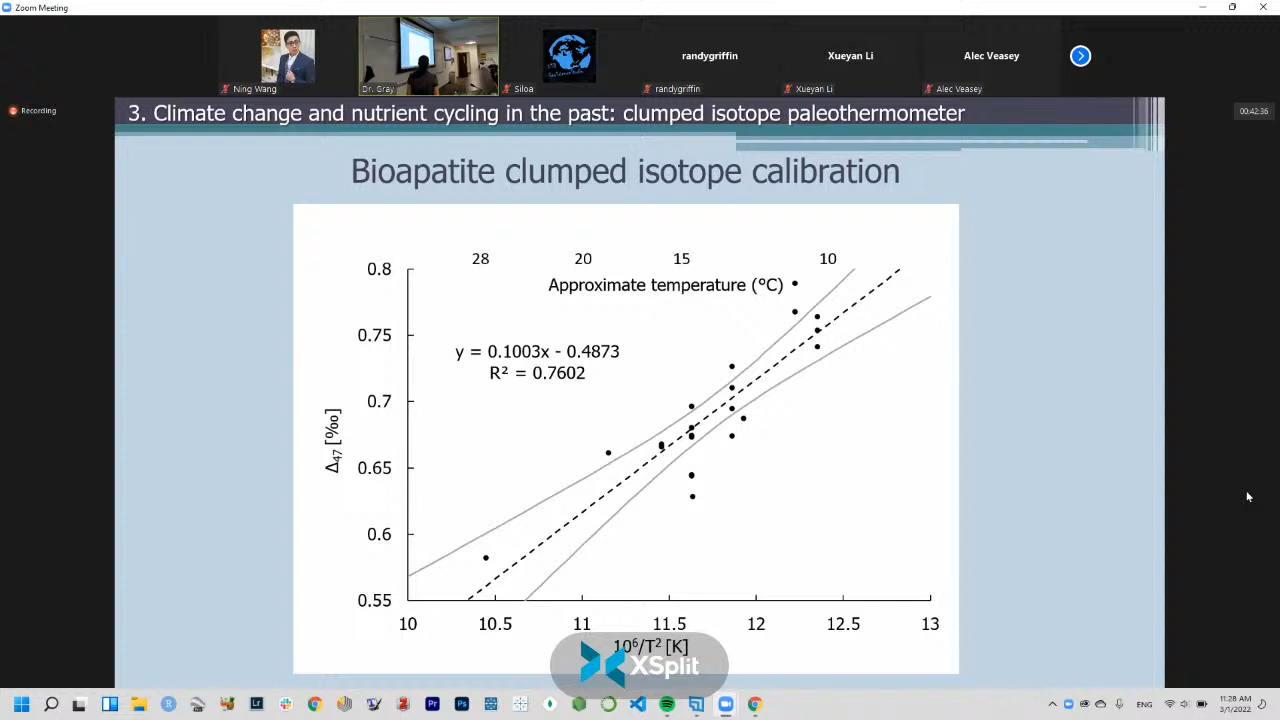 Zoom Meeting
randygriffin
Xueyan Li
Alec Veasey
Ning Wang
Dr. Gray
Siloa
randygriffin
Xueyan Li
Alec Veasey
Recording
00:42:36
3. Climate change and nutrient cycling in the past: clumped isotope paleothermometer
Bioapatite clumped isotope calibration
28 20 15 10
Approximate temperature (°C)
0.8
0.75
y = 0.1003x - 0.4873
R² = 0.7602
0.7
Δ47 [‰]
0.65
0.6
0.55
10 10.5 11 11.5 12 12.5 13
10⁶/T² [K]
XSplit
ENG
11:28 AM
3/1/2022